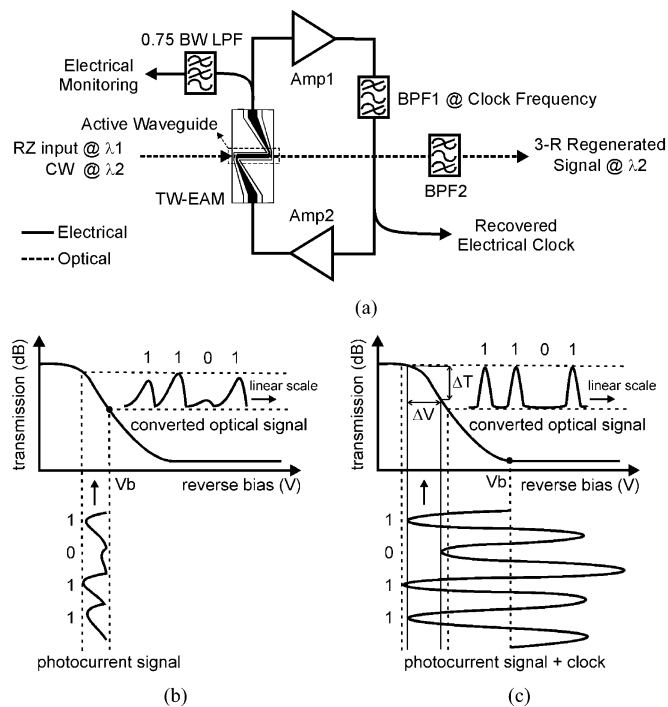 0.75 BW LPF
Electrical
Monitoring
Amp1
BPF1 @ Clock Frequency
Active Waveguide
RZ input @ λ1
CW @ λ2
3-R Regenerated
Signal @ λ2
BPF2
TW-EAM
Amp2
Recovered
Electrical Clock
Electrical
Optical
(a)
transmission (dB)
1 1 0 1
linear scale
converted optical signal
Vb
reverse bias (V)
1
0
1
1
photocurrent signal
(b)
transmission (dB)
1 1 0 1
ΔT
linear scale
ΔV
converted optical signal
Vb
reverse bias (V)
1
0
1
1
photocurrent signal + clock
(c)